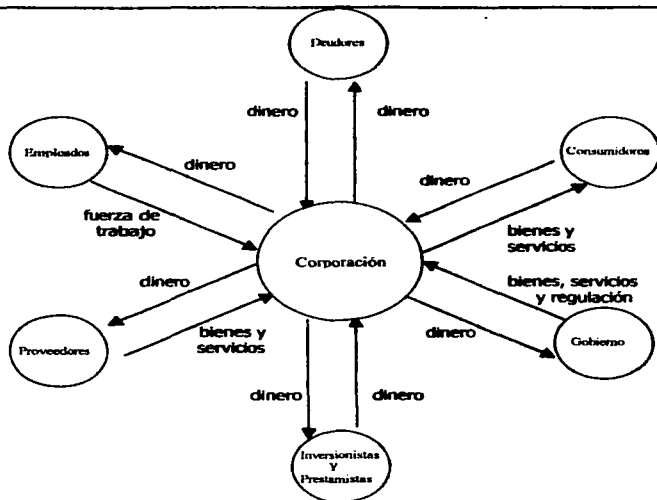 Deudores
dinero
dinero
Empleados
dinero
Consumidores
dinero
fuerza de
trabajo
bienes y
servicios
Corporación
dinero
bienes, servicios
y regulación
Proveedores
bienes y
servicios
dinero
Gobierno
dinero
dinero
Inversionistas
Y
Prestamistas